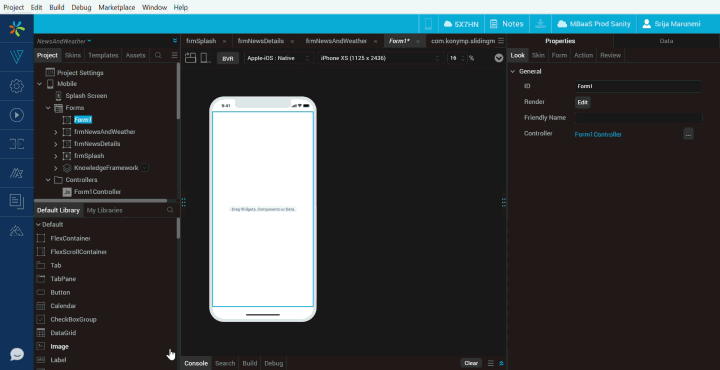 Project Edit Build Debug Marketplace Window Help
5X7HN Notes MBaaS Prod Sanity Srija Marunemi
NewsAndWeather
frmSplash × frmNewsDetails × frmNewsAndWeather × Form1* × com.konymp.slidingm
Properties Data
Project Skins Templates Assets
BVR Apple-iOS : Native iPhone XS (1125 x 2436) 16 %
Look Skin Form Action Review
Project Settings
Mobile
Splash Screen
Forms
Form1
frmNewsAndWeather
frmNewsDetails
frmSplash
KnowledgeFramework
Controllers
Form1Controller
General
ID Form1
Render Edit
Friendly Name
Controller Form1Controller ...
9:41
Drag Widgets, Components or Data.
Default Library My Libraries
Default
FlexContainer
FlexScrollContainer
Tab
TabPane
Button
Calendar
CheckBoxGroup
DataGrid
Image
Label
Console Search Build Debug Clear